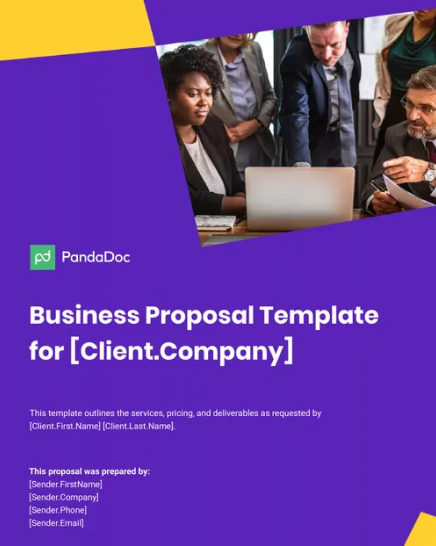 PandaDoc
Business Proposal Template
for [Client.Company]
This template outlines the services, pricing, and deliverables as requested by
[Client.First.Name] [Client.Last.Name].
This proposal was prepared by:
[Sender.FirstName]
[Sender.Company]
[Sender.Phone]
[Sender.Email]